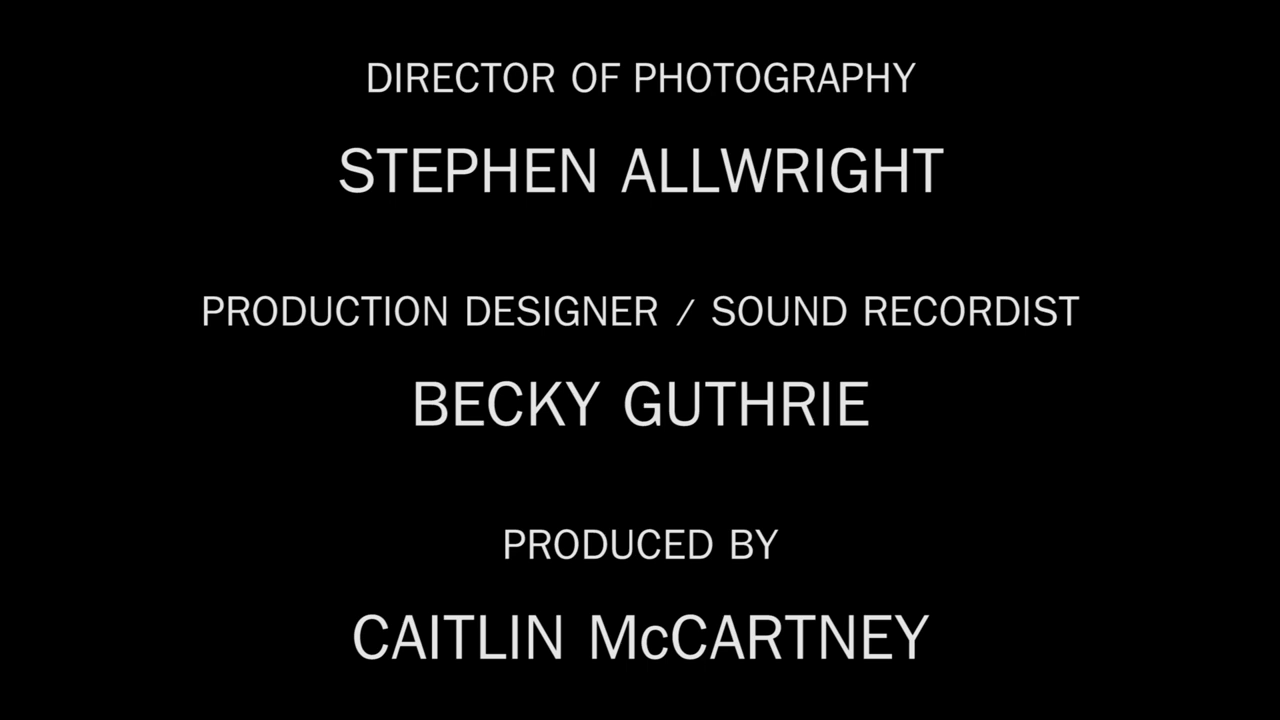 DIRECTOR OF PHOTOGRAPHY
STEPHEN ALLWRIGHT
PRODUCTION DESIGNER / SOUND RECORDIST
BECKY GUTHRIE
PRODUCED BY
CAITLIN McCARTNEY